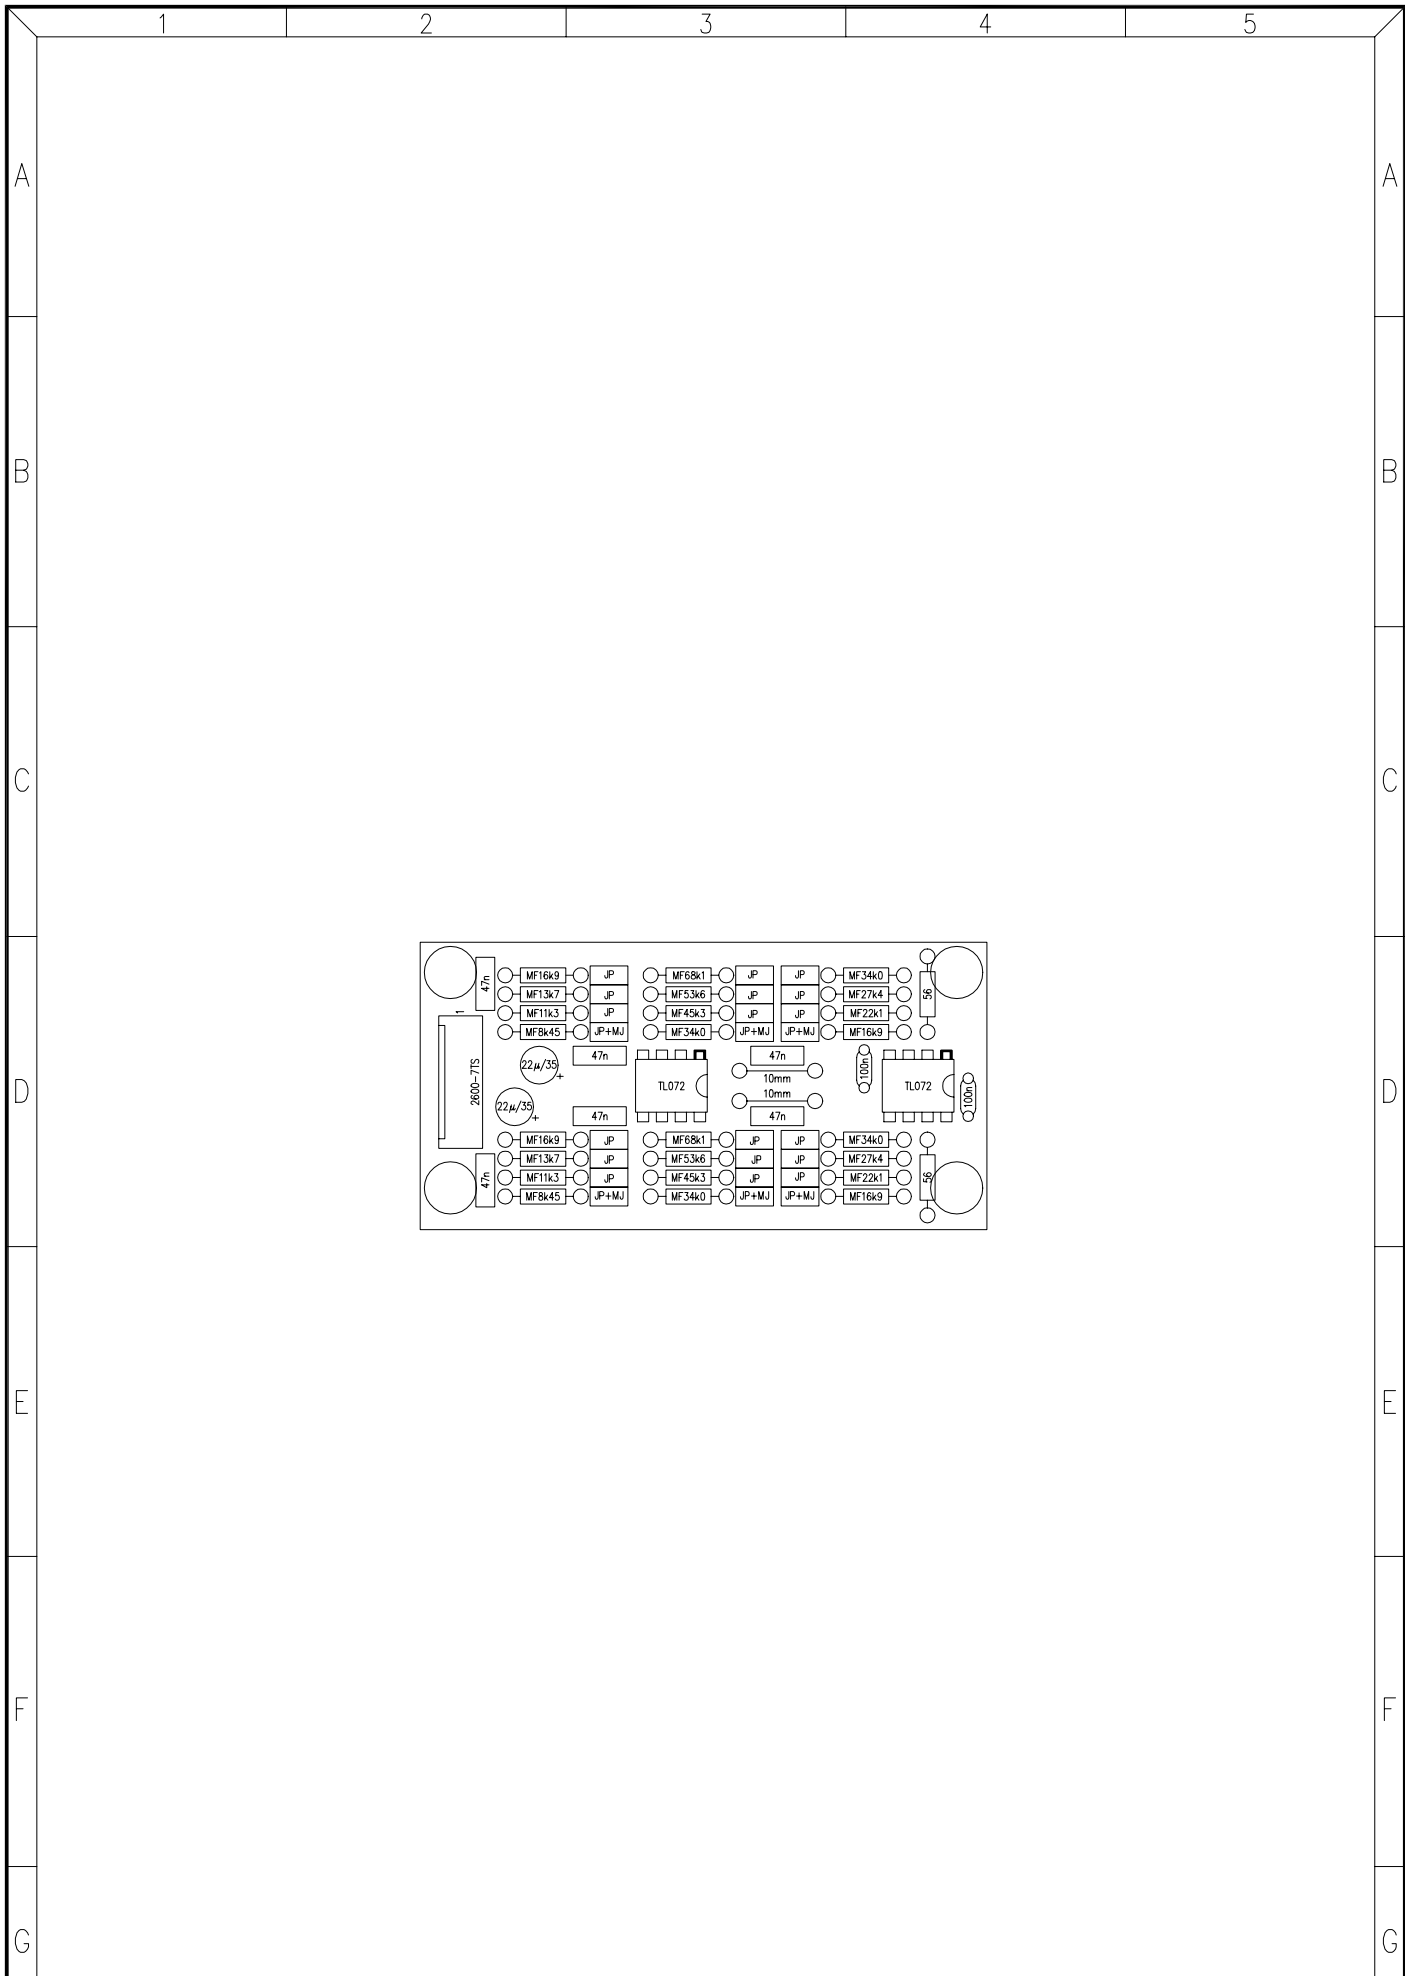 1 2 3 4 5
A A
B B
C C
47n MF16k9 JP MF68k1 JP JP MF34k0 56
MF13k7 JP MF53k6 JP JP MF27k4
MF11k3 JP MF45k3 JP JP MF22k1
1 MF8k45 JP+MJ MF34k0 JP+MJ JP+MJ MF16k9
47n 47n
22µ/35 + 100n
10mm
2600-7TS TL072 TL072
D D
10mm 100n
22µ/35 +
47n 47n
47n MF16k9 JP MF68k1 JP JP MF34k0 56
MF13k7 JP MF53k6 JP JP MF27k4
MF11k3 JP MF45k3 JP JP MF22k1
MF8k45 JP+MJ MF34k0 JP+MJ JP+MJ MF16k9
E E
F F
G G